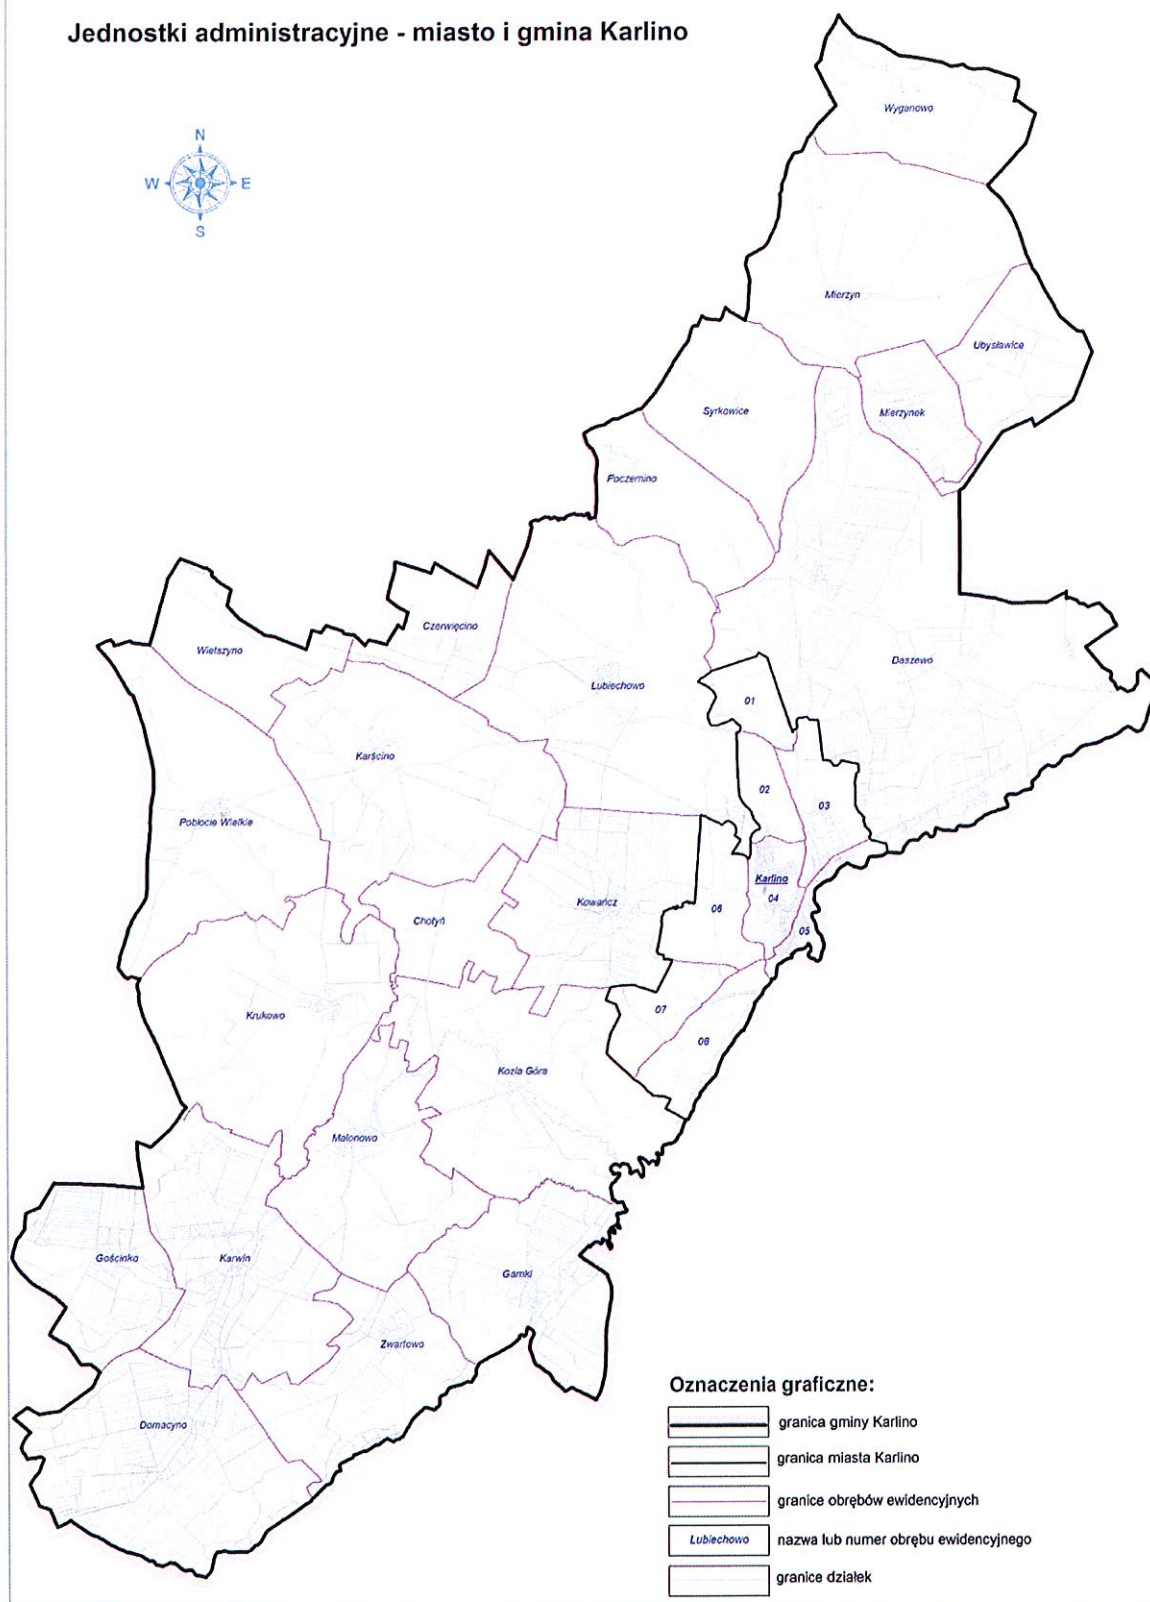 Jednostki administracyjne - miasto i gmina Karlino
N
W
E
S
Wyganowo
Mierzyn
Ubysławice
Syrkowice
Mierzynek
Poczernino
Czerwięcino
Wietszyno
Daszewo
Lubiechowo
01
Karścino
02
03
Pobłocie Wielkie
Karlino
04
Kowańcz
06
Chotyń
05
07
Krukowo
08
Kozia Góra
Malonowo
Gościnko
Karwin
Garnki
Zwartowo
Domacyno
Oznaczenia graficzne:
granica gminy Karlino
granica miasta Karlino
granice obrębów ewidencyjnych
Lubiechowo
nazwa lub numer obrębu ewidencyjnego
granice działek